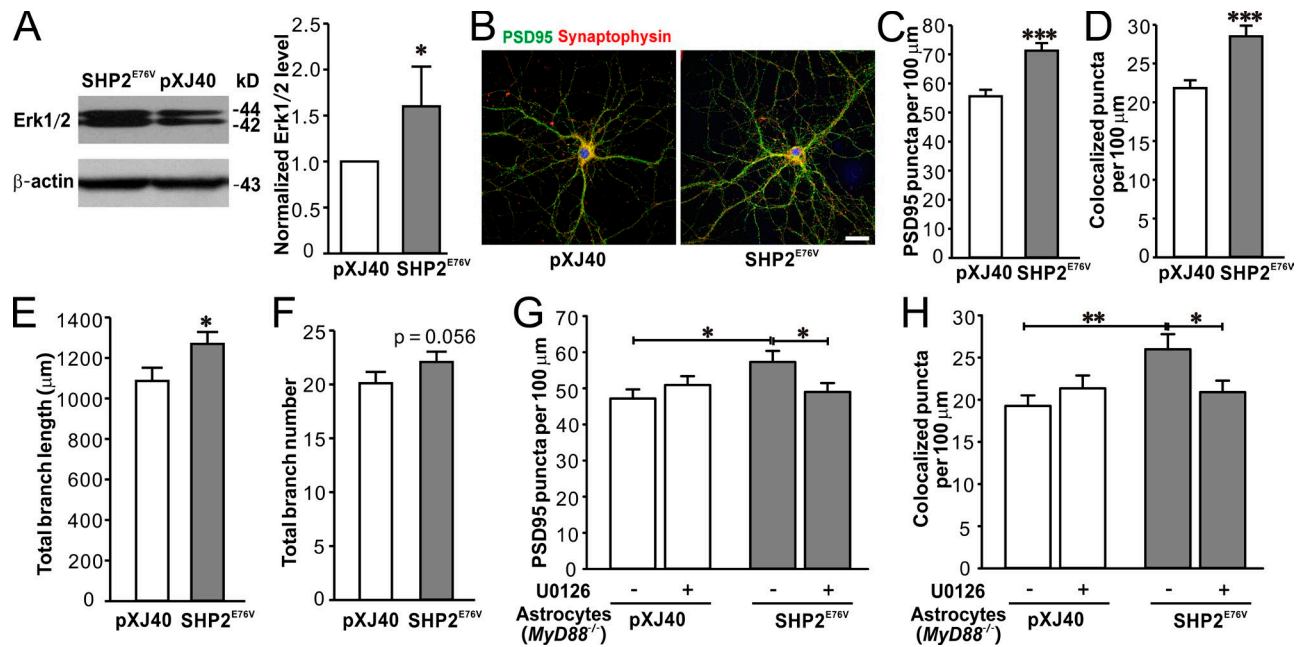 A
SHP2E76V pXJ40 kD
Erk1/2
-44
-42
β-actin
-43
Normalized Erk1/2 level
2.5
2.0
1.5
1.0
0.5
0
*
pXJ40 SHP2E76V
B
PSD95 Synaptophysin
pXJ40
SHP2E76V
C
PSD95 puncta per 100 μm
80
70
60
50
40
30
20
10
0
***
pXJ40
SHP2E76V
D
Colocalized puncta
per 100 μm
30
25
20
15
10
5
0
***
pXJ40
SHP2E76V
E
Total branch length (μm)
1400
1200
1000
800
600
400
200
0
*
pXJ40 SHP2E76V
F
Total branch number
25
20
15
10
5
0
p = 0.056
pXJ40 SHP2E76V
G
PSD95 puncta per 100 μm
70
60
50
40
30
20
10
0
* *
U0126 - + - +
Astrocytes pXJ40 SHP2E76V
(MyD88-/-)
H
Colocalized puncta
per 100 μm
30
25
20
15
10
5
0
** *
U0126 - + - +
Astrocytes pXJ40 SHP2E76V
(MyD88-/-)